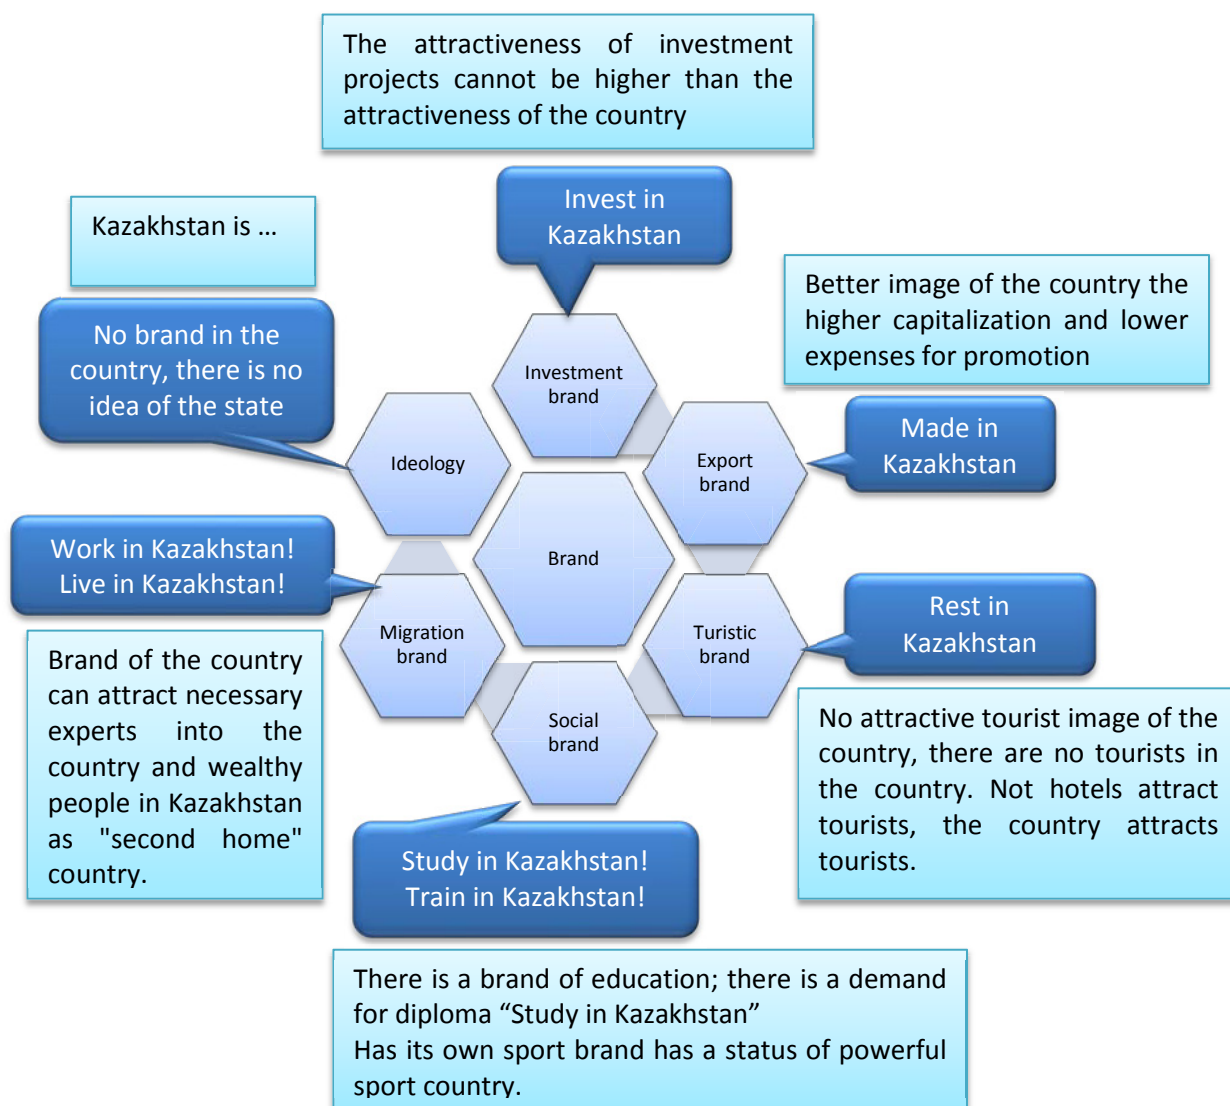 The attractiveness of investment
projects cannot be higher than the
attractiveness of the country
Invest in
Kazakhstan
Kazakhstan is ...
No brand in the
country, there is no
idea of the state
Better image of the country the
higher capitalization and lower
expenses for promotion
Investment
brand
Made in
Kazakhstan
Ideology
Export
brand
Work in Kazakhstan!
Live in Kazakhstan!
Brand
Rest in
Kazakhstan
Migration
brand
Turistic
brand
Brand of the country
can attract necessary
experts into the
country and wealthy
people in Kazakhstan
as "second home"
country.
Social
brand
No attractive tourist image of the
country, there are no tourists in
the country. Not hotels attract
tourists, the country attracts
tourists.
Study in Kazakhstan!
Train in Kazakhstan!
There is a brand of education; there is a demand
for diploma “Study in Kazakhstan”
Has its own sport brand has a status of powerful
sport country.